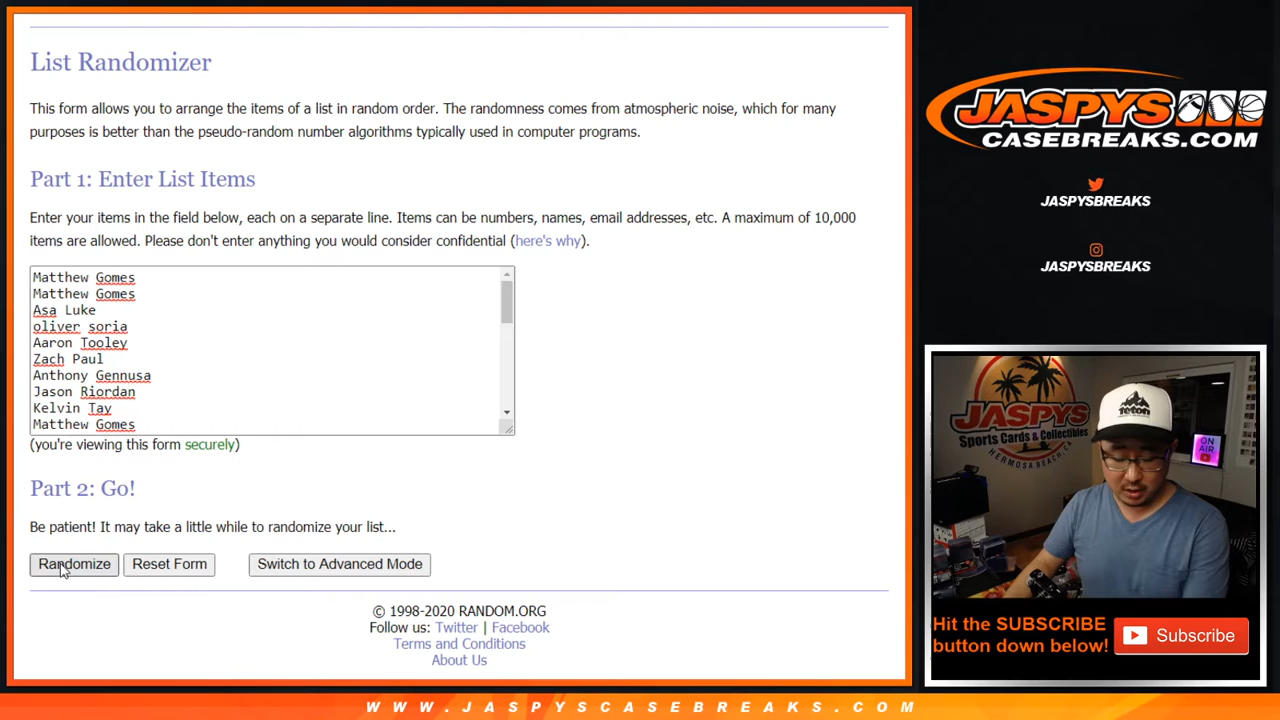 List Randomizer
This form allows you to arrange the items of a list in random order. The randomness comes from atmospheric noise, which for many
purposes is better than the pseudo-random number algorithms typically used in computer programs.
Part 1: Enter List Items
Enter your items in the field below, each on a separate line. Items can be numbers, names, email addresses, etc. A maximum of 10,000
items are allowed. Please don't enter anything you would consider confidential (here's why).
Matthew Gomes
Matthew Gomes
Asa Luke
oliver soria
Aaron Tooley
Zach Paul
Anthony Gennusa
Jason Riordan
Kelvin Tay
Matthew Gomes
(you're viewing this form securely)
Part 2: Go!
Be patient! It may take a little while to randomize your list...
Randomize
Reset Form
Switch to Advanced Mode
© 1998-2020 RANDOM.ORG
Follow us: Twitter | Facebook
Terms and Conditions
About Us
JASPYS
CASEBREAKS.COM
JASPYSBREAKS
JASPYSBREAKS
JASPYS
Sports Cards & Collectibles
HERMOSA BEACH, CA
Teton
ON AIR
Hit the SUBSCRIBE
button down below!
Subscribe
WWW.JASPYSCASEBREAKS.COM